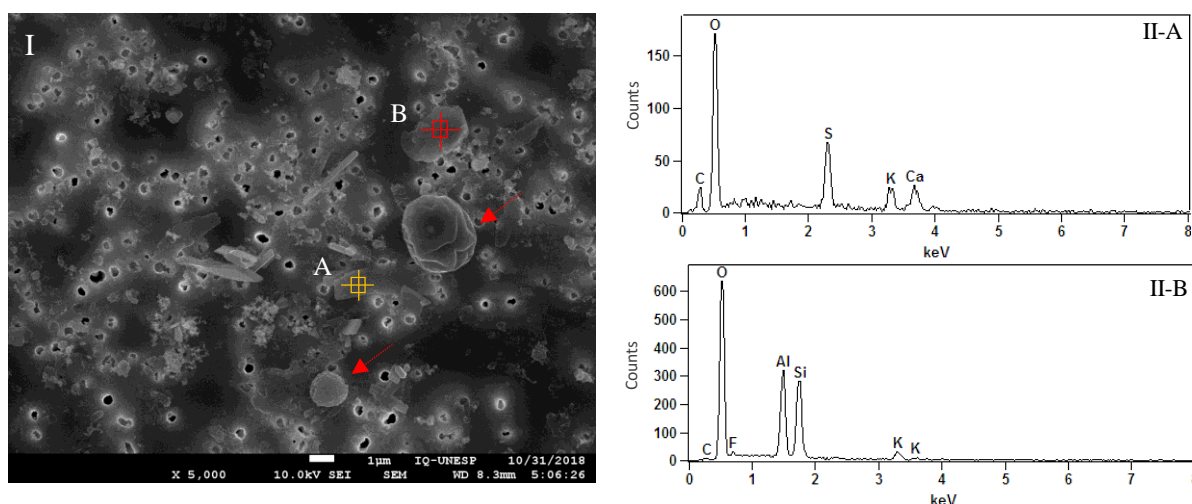 I
B
A
X 5,000 10.0kV SEI 1µm SEM IQ-UNESP WD 8.3mm 10/31/2018 5:06:26
II-A
Counts
150
100
50
0
C
O
S
K
Ca
0 1 2 3 4 5 6 7 8
keV
II-B
Counts
600
500
400
300
200
100
0
C
O
F
Al
Si
K
K
0 1 2 3 4 5 6 7
keV